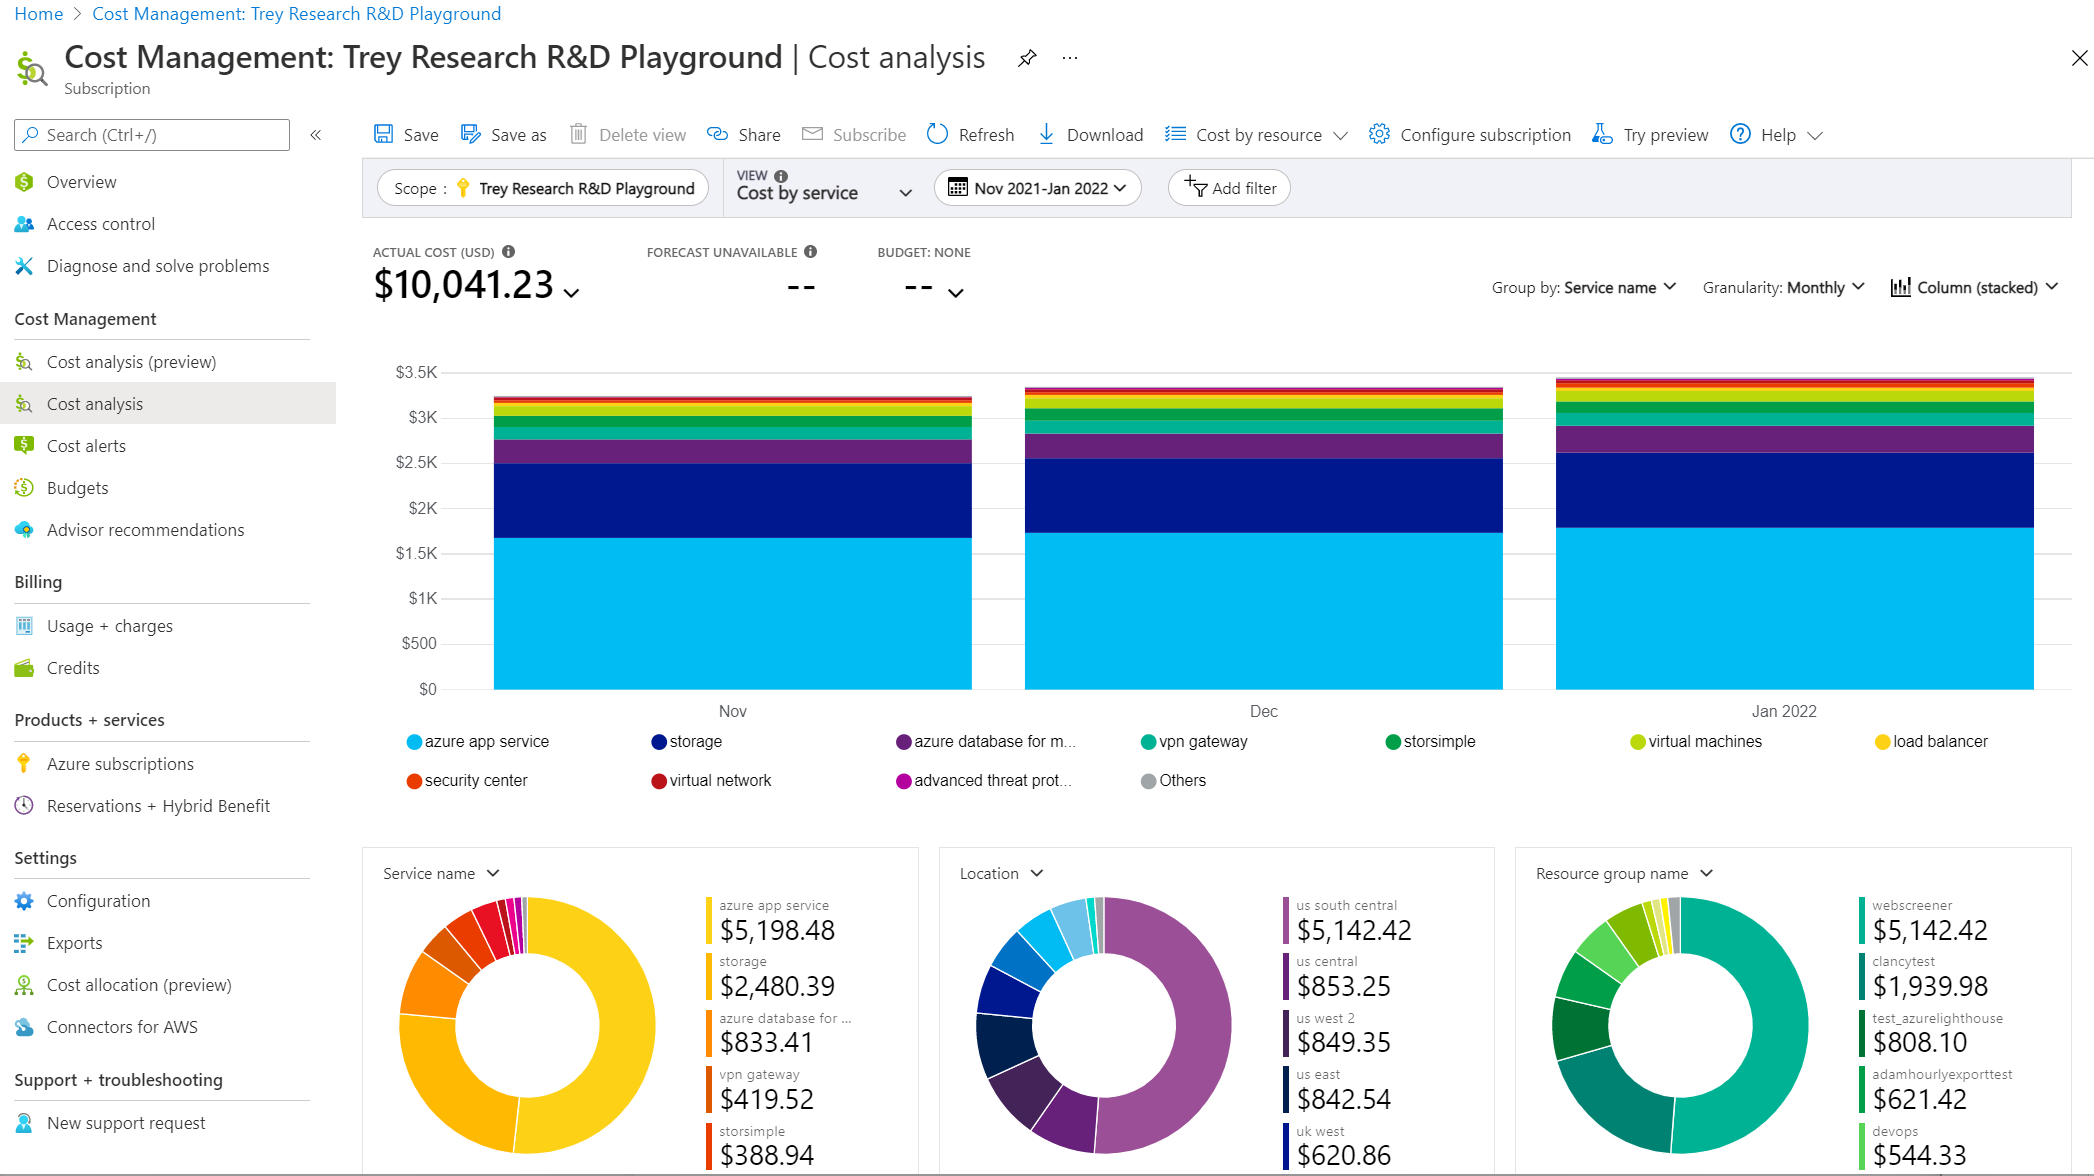 Home > Cost Management: Trey Research R&D Playground
Cost Management: Trey Research R&D Playground | Cost analysis
Subscription
Search (Ctrl+/)
Overview
Access control
Diagnose and solve problems
Cost Management
Cost analysis (preview)
Cost analysis
Cost alerts
Budgets
Advisor recommendations
Billing
Usage + charges
Credits
Products + services
Azure subscriptions
Reservations + Hybrid Benefit
Settings
Configuration
Exports
Cost allocation (preview)
Connectors for AWS
Support + troubleshooting
New support request
Save Save as Delete view Share Subscribe Refresh Download Cost by resource Configure subscription Try preview Help
Scope : Trey Research R&D Playground
VIEW
Cost by service
Nov 2021-Jan 2022
Add filter
ACTUAL COST (USD)
$10,041.23
FORECAST UNAVAILABLE
--
BUDGET: NONE
--
Group by: Service name
Granularity: Monthly
Column (stacked)
$3.5K
$3K
$2.5K
$2K
$1.5K
$1K
$500
$0
Nov Dec Jan 2022
azure app service storage azure database for m... vpn gateway storsimple virtual machines load balancer
security center virtual network advanced threat prot... Others
Service name
azure app service
$5,198.48
storage
$2,480.39
azure database for ...
$833.41
vpn gateway
$419.52
storsimple
$388.94
Location
us south central
$5,142.42
us central
$853.25
us west 2
$849.35
us east
$842.54
uk west
$620.86
Resource group name
webscreener
$5,142.42
clancytest
$1,939.98
test_azurelighthouse
$808.10
adamhourlyexporttest
$621.42
devops
$544.33